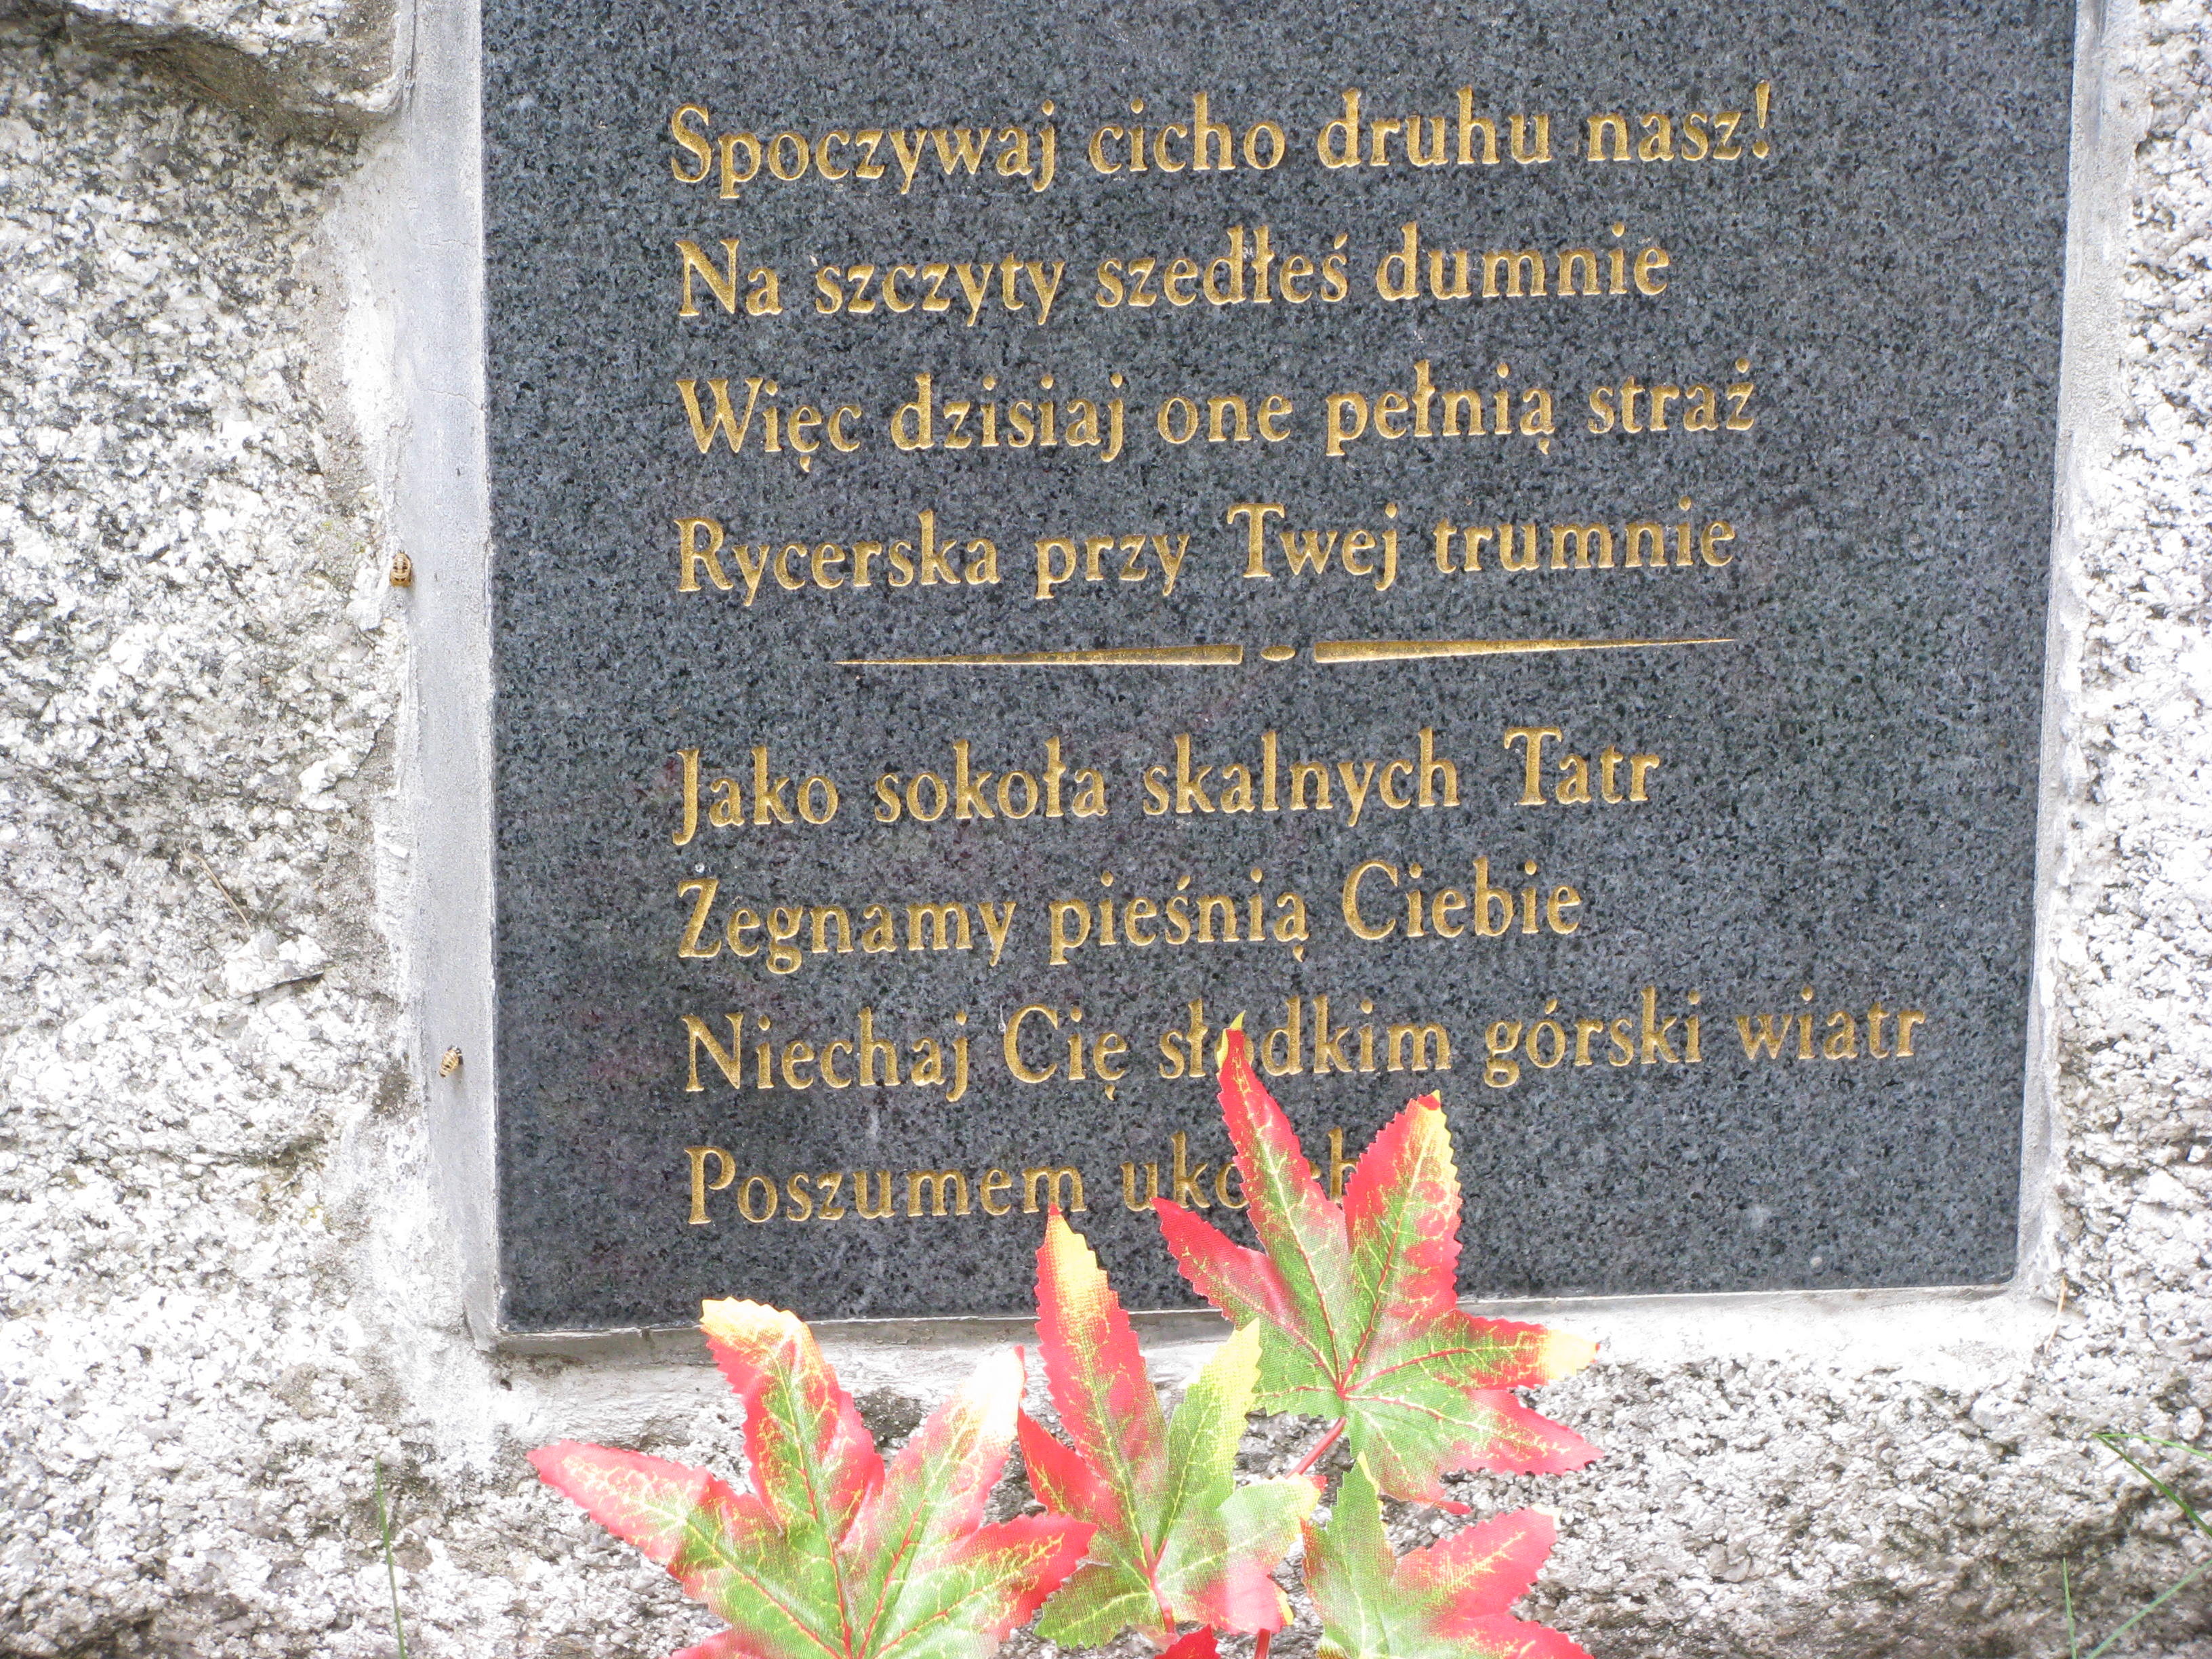 Spoczywaj cicho druhu nasz!
Na szczyty szedłeś dumnie
Więc dzisiaj one pełnią straż
Rycerska przy Twej trumnie
Jako sokoła skalnych Tatr
Żegnamy pieśnią Ciebie
Niechaj Cię słodkim górski wiatr
Poszumem